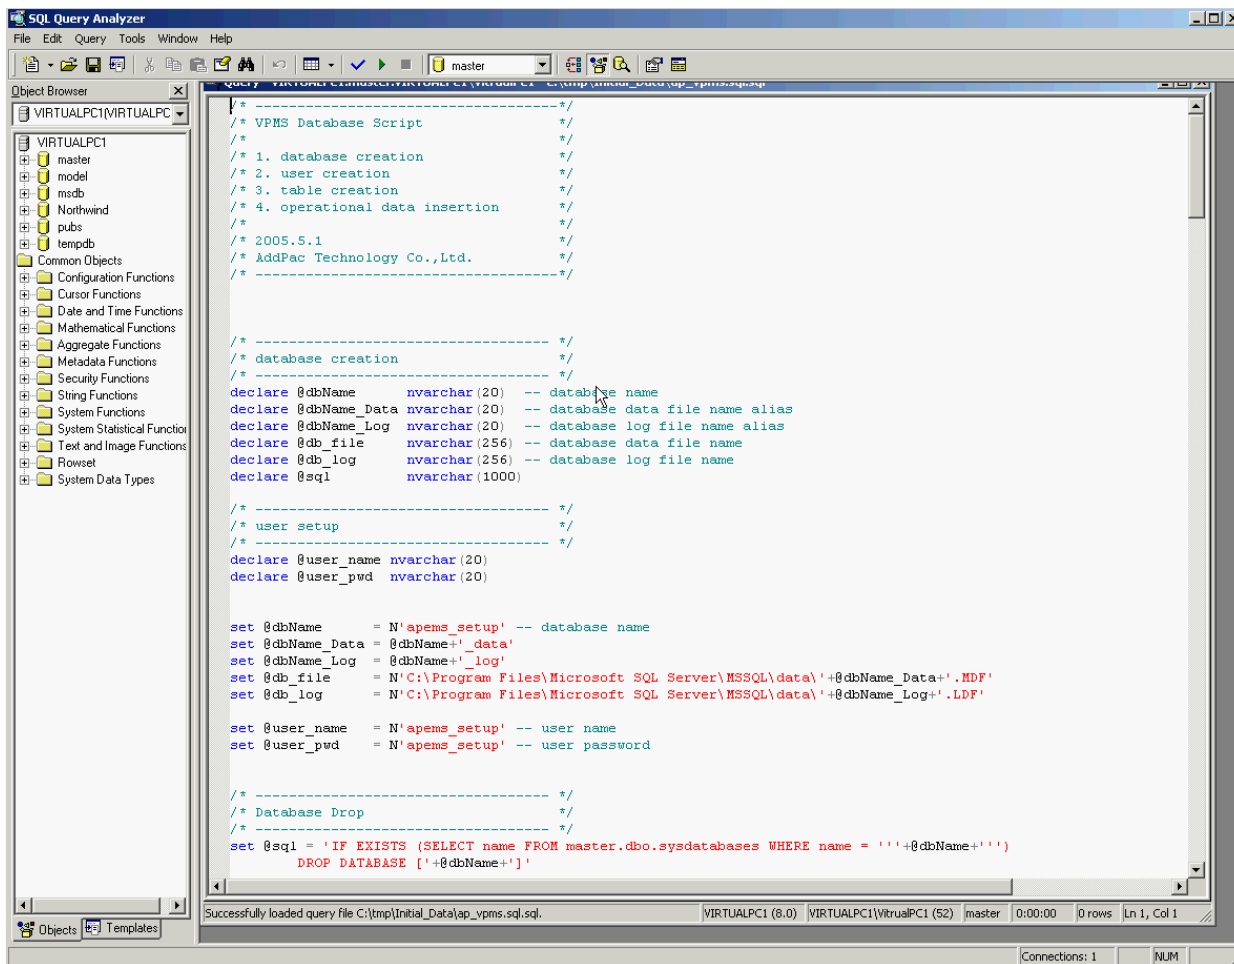 SQL Query Analyzer
File Edit Query Tools Window Help
master
Object Browser
VIRTUALPC1(VIRTUALPC
VIRTUALPC1
master
model
msdb
Northwind
pubs
tempdb
Common Objects
Configuration Functions
Cursor Functions
Date and Time Functions
Mathematical Functions
Aggregate Functions
Metadata Functions
Security Functions
String Functions
System Functions
System Statistical Function
Text and Image Functions
Rowset
System Data Types
Objects Templates
Query - VIRTUALPC1.master.VIRTUALPC1\VitrualPC1 - C:\tmp\Initial_Data\ap_vpms.sql.sql
/* ------------------------------------*/
/* VPMS Database Script */
/* */
/* 1. database creation */
/* 2. user creation */
/* 3. table creation */
/* 4. operational data insertion */
/* */
/* 2005.5.1 */
/* AddPac Technology Co.,Ltd. */
/* ------------------------------------*/
/* ----------------------------------- */
/* database creation */
/* ----------------------------------- */
declare @dbName nvarchar(20) -- database name
declare @dbName_Data nvarchar(20) -- database data file name alias
declare @dbName_Log nvarchar(20) -- database log file name alias
declare @db_file nvarchar(256) -- database data file name
declare @db_log nvarchar(256) -- database log file name
declare @sql nvarchar(1000)
/* ----------------------------------- */
/* user setup */
/* ----------------------------------- */
declare @user_name nvarchar(20)
declare @user_pwd nvarchar(20)
set @dbName = N'apems_setup' -- database name
set @dbName_Data = @dbName+'_data'
set @dbName_Log = @dbName+'_log'
set @db_file = N'C:\Program Files\Microsoft SQL Server\MSSQL\data\'+@dbName_Data+'.MDF'
set @db_log = N'C:\Program Files\Microsoft SQL Server\MSSQL\data\'+@dbName_Log+'.LDF'
set @user_name = N'apems_setup' -- user name
set @user_pwd = N'apems_setup' -- user password
/* ----------------------------------- */
/* Database Drop */
/* ----------------------------------- */
set @sql = 'IF EXISTS (SELECT name FROM master.dbo.sysdatabases WHERE name = '''+@dbName+''')
DROP DATABASE ['+@dbName+']'
Successfully loaded query file C:\tmp\Initial_Data\ap_vpms.sql.sql. VIRTUALPC1 (8.0) VIRTUALPC1\VitrualPC1 (52) master 0:00:00 0 rows Ln 1, Col 1
Connections: 1 NUM